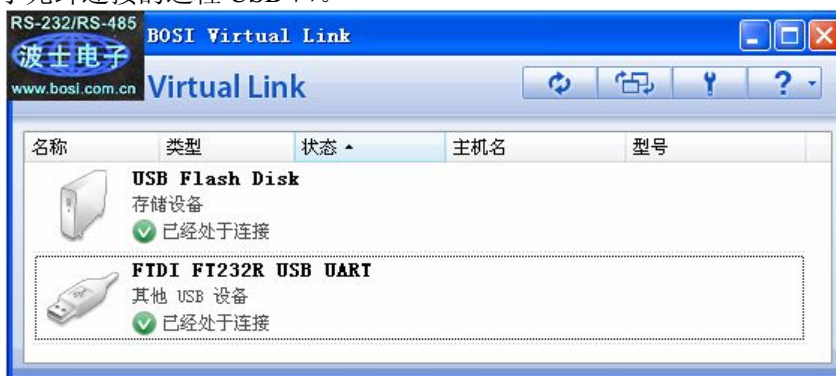 RS-232/RS-485
波士电子
www.bosi.com.cn
BOSI Virtual Link
Virtual Link
?
名称 类型 状态 主机名 型号
USB Flash Disk
存储设备
已经处于连接
FTDI FT232R USB UART
其他 USB 设备
已经处于连接